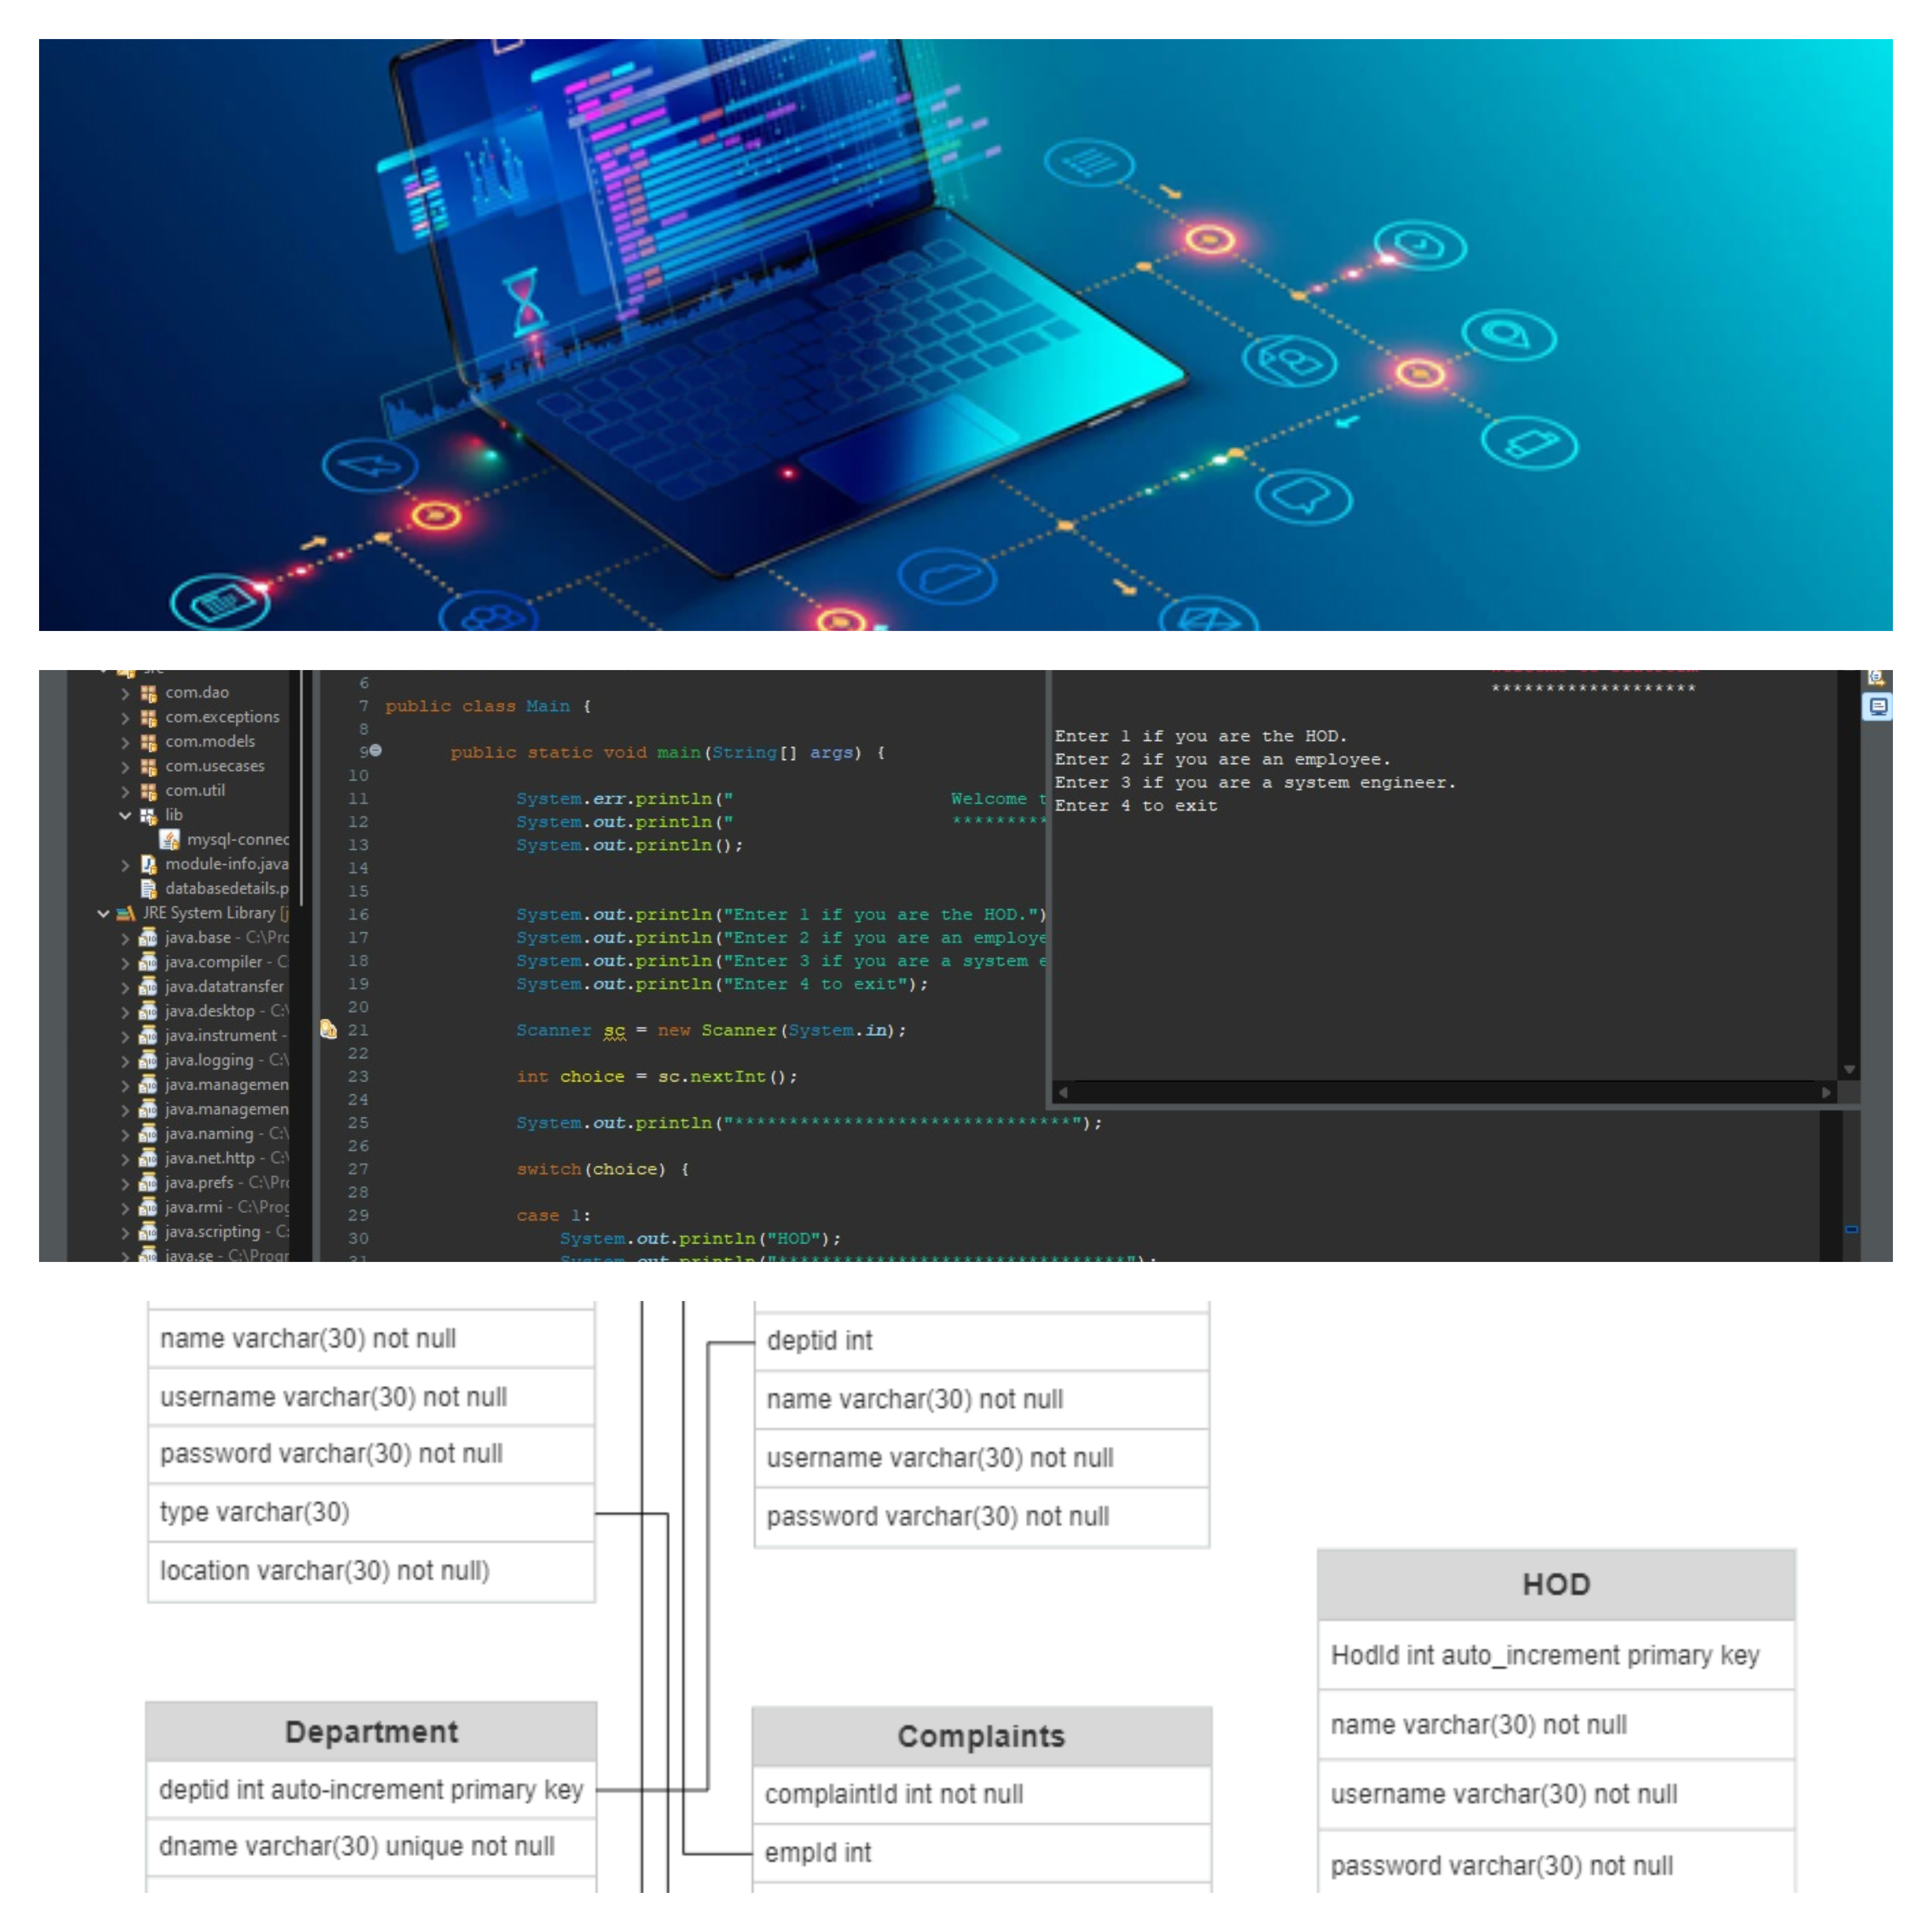 com.dao
com.exceptions
com.models
com.usecases
com.util
lib
mysql-connec
module-info.java
databasedetails.p
JRE System Library [j
java.base - C:\Pro
java.compiler - C
java.datatransfer
java.desktop - C:\
java.instrument -
java.logging - C:\
java.managemen
java.managemen
java.naming - C:\
java.net.http - C:\
java.prefs - C:\Pro
java.rmi - C:\Prog
java.scripting - C:
java.se - C:\Progr
6
7 public class Main {
8
9 public static void main(String[] args) {
10
11 System.err.println(" Welcome t
12 System.out.println(" *********
13 System.out.println();
14
15
16 System.out.println("Enter 1 if you are the HOD.")
17 System.out.println("Enter 2 if you are an employe
18 System.out.println("Enter 3 if you are a system e
19 System.out.println("Enter 4 to exit");
20
21 Scanner sc = new Scanner(System.in);
22
23 int choice = sc.nextInt();
24
25 System.out.println("*******************************");
26
27 switch(choice) {
28
29 case 1:
30 System.out.println("HOD");
31 System.out.println("********************************");
*******************
Enter 1 if you are the HOD.
Enter 2 if you are an employee.
Enter 3 if you are a system engineer.
Enter 4 to exit
name varchar(30) not null
username varchar(30) not null
password varchar(30) not null
type varchar(30)
location varchar(30) not null)
deptid int
name varchar(30) not null
username varchar(30) not null
password varchar(30) not null
Department
deptid int auto-increment primary key
dname varchar(30) unique not null
Complaints
complaintId int not null
empId int
HOD
HodId int auto_increment primary key
name varchar(30) not null
username varchar(30) not null
password varchar(30) not null